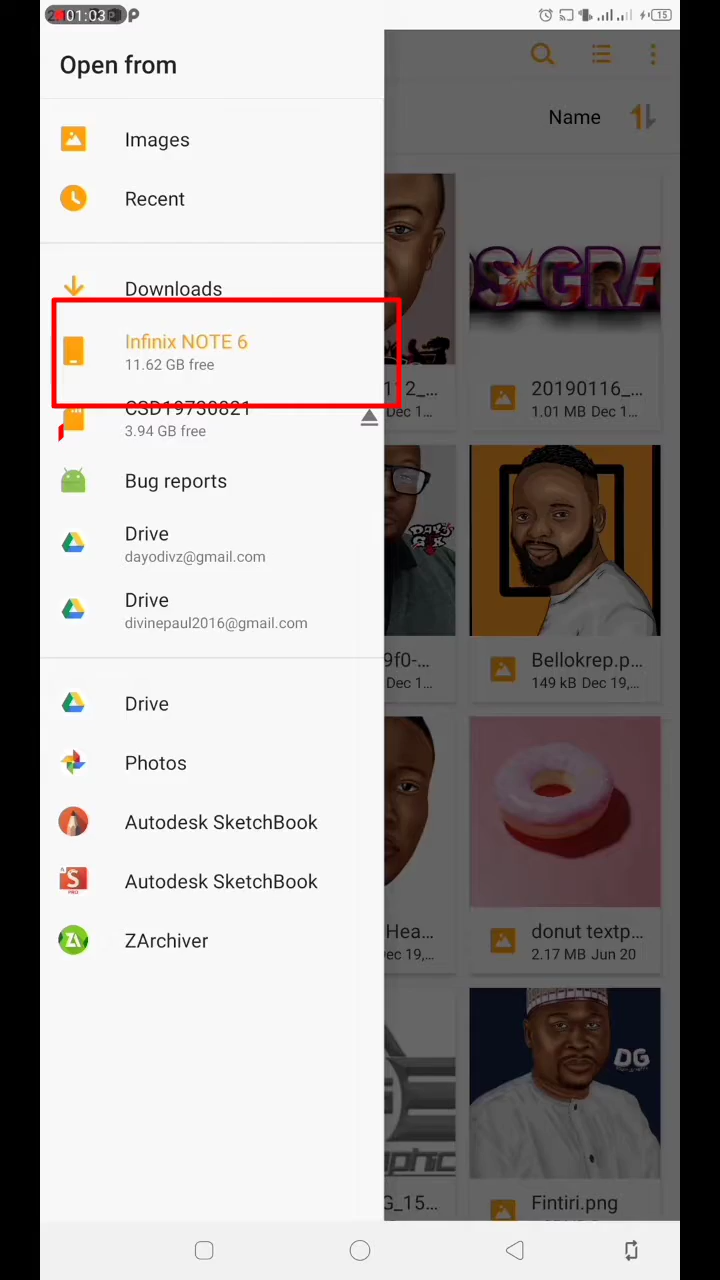 01:03
15
Open from
Images
Recent
Name
Downloads
Infinix NOTE 6
11.62 GB free
CSD19730821
3.94 GB free
Bug reports
Drive
dayodivz@gmail.com
Drive
divinepaul2016@gmail.com
Drive
Photos
Autodesk SketchBook
Autodesk SketchBook
ZArchiver
S GRA
20190116_...
1.01 MB Dec 1...
Dec 1...
9f0-...
Dec 1...
Bellokrep.p...
149 kB Dec 19,...
Hea...
ec 19,...
donut textp...
2.17 MB Jun 20
DG
G_15...
Fintiri.png